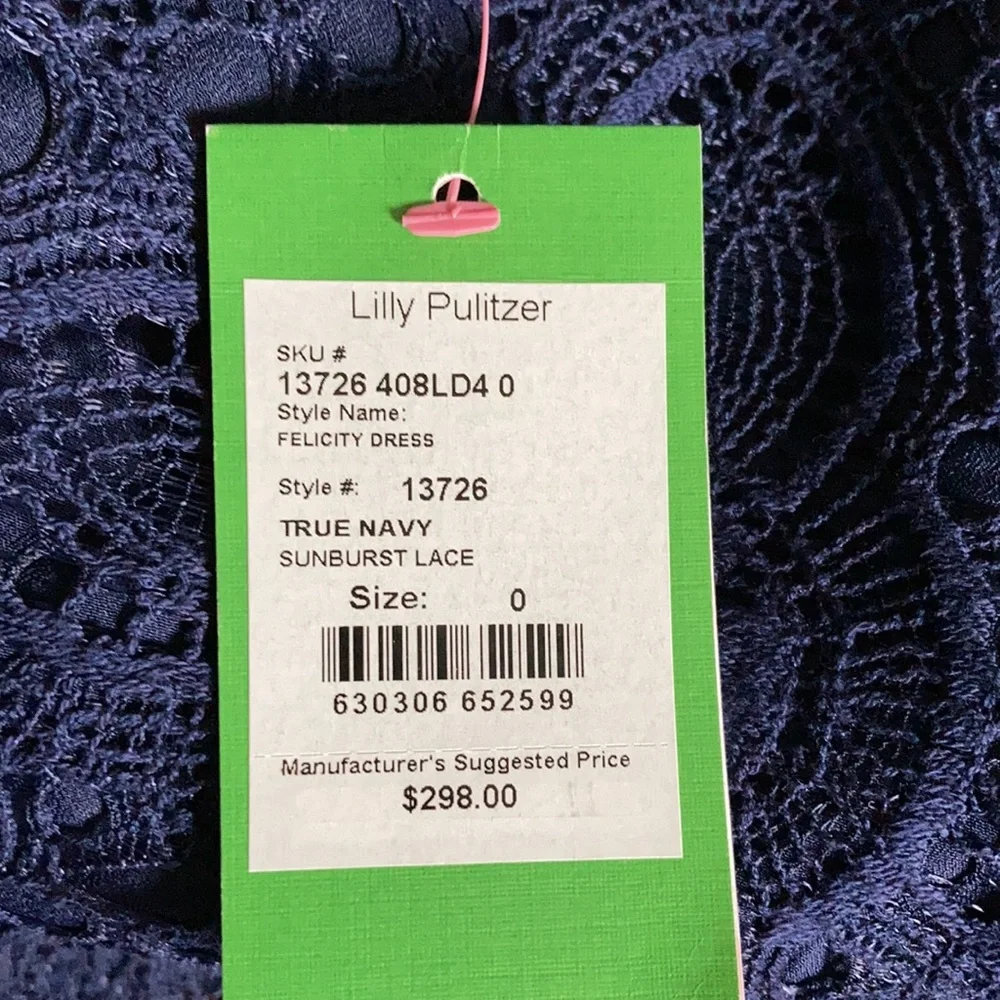 Lilly Pulitzer
SKU #
13726 408LD4 0
Style Name:
FELICITY DRESS
Style #: 13726
TRUE NAVY
SUNBURST LACE
Size: 0
630306 652599
Manufacturer's Suggested Price
$298.00